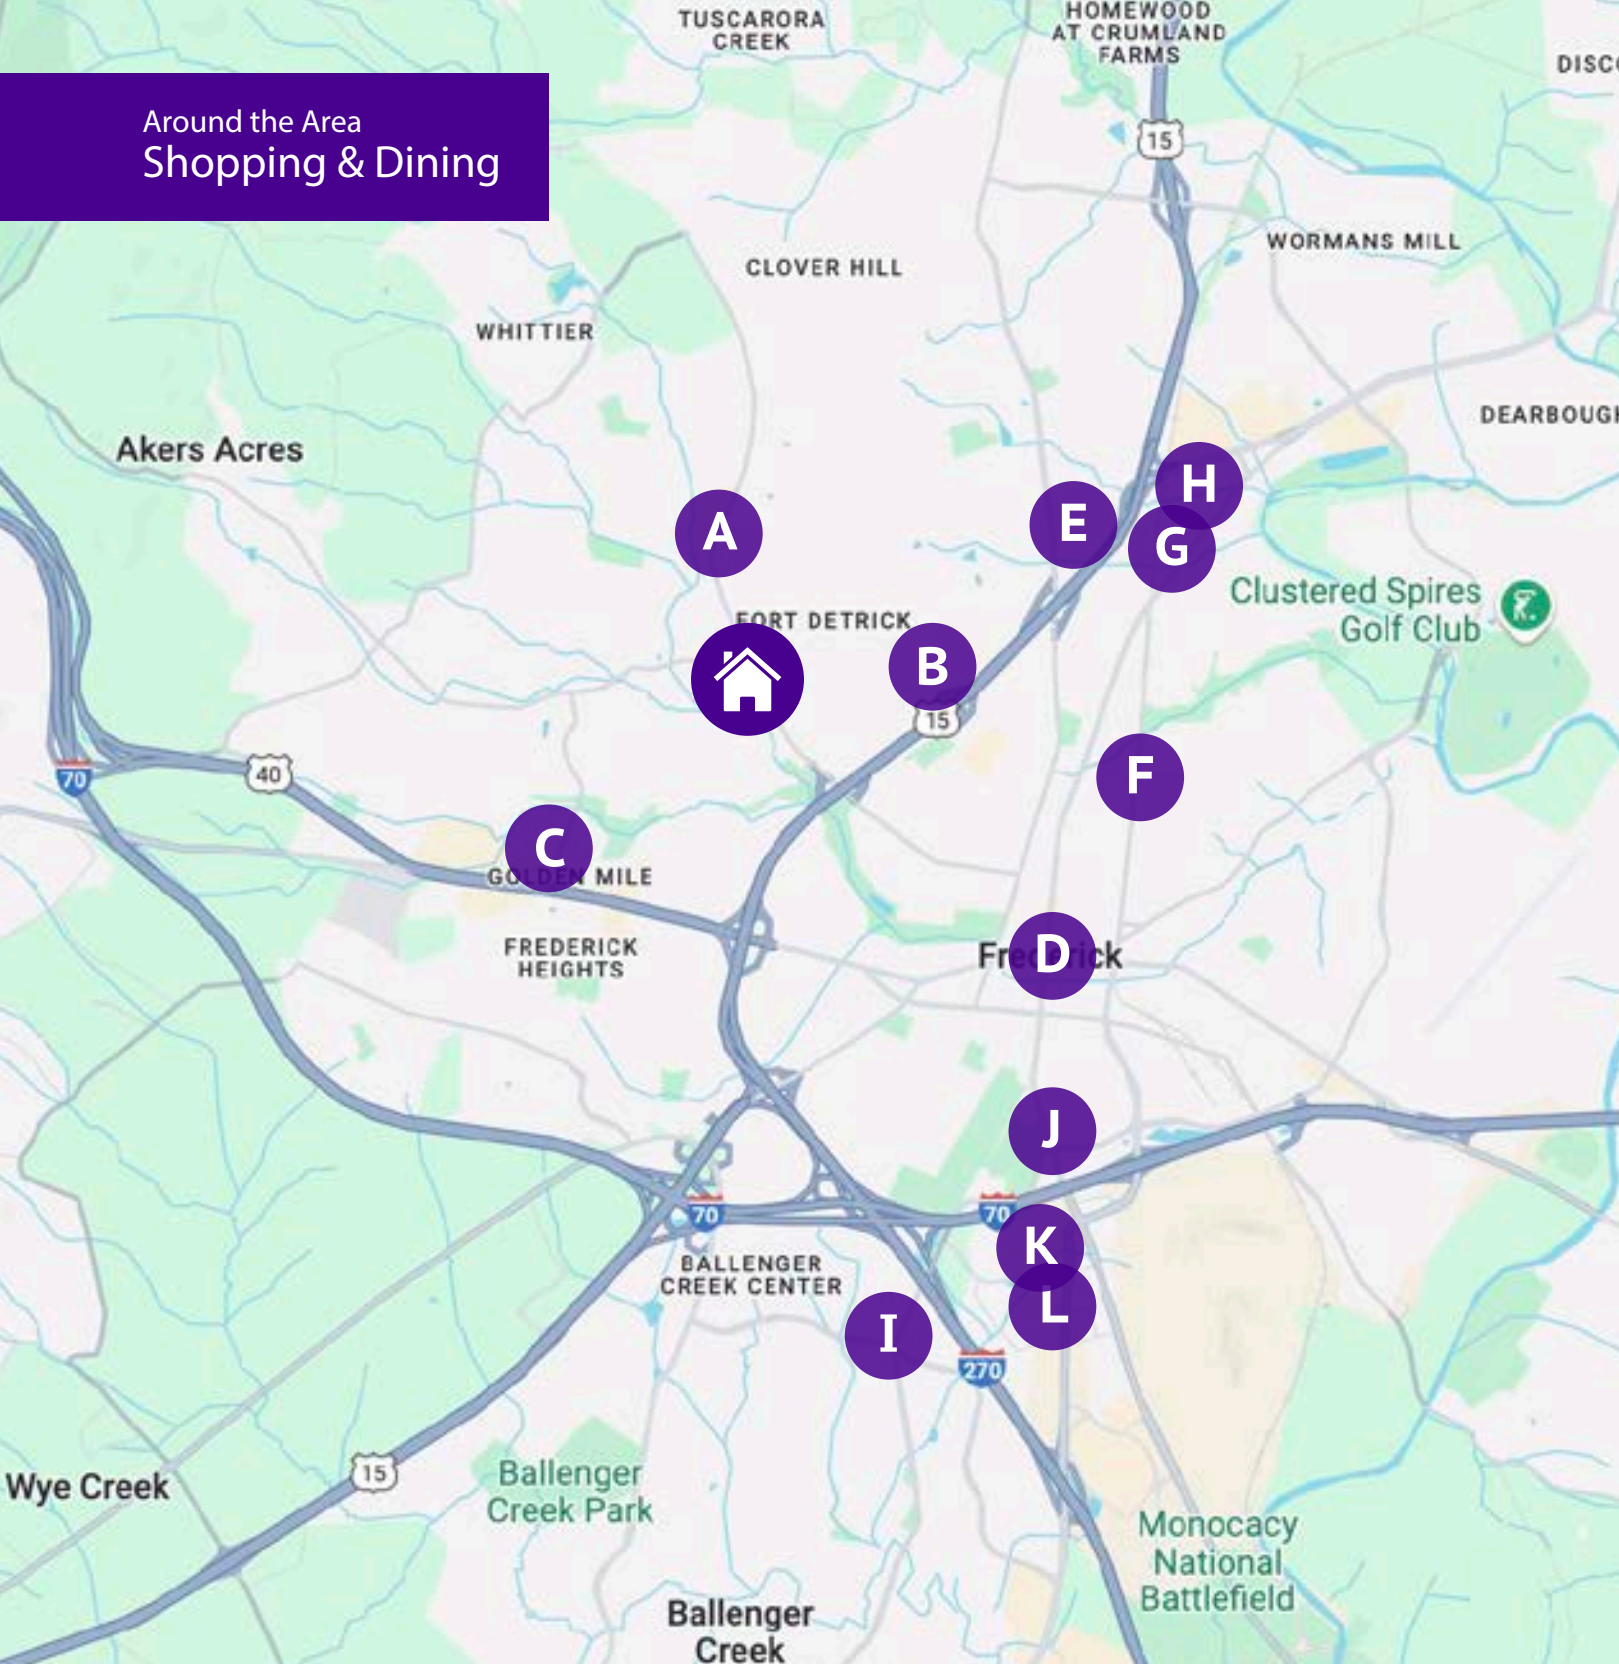 TUSCARORA
CREEK
HOMEWOOD
AT CRUMLAND
FARMS
Around the Area
Shopping & Dining
15
WORMANS MILL
CLOVER HILL
WHITTIER
DEARBOUGH
Akers Acres
H
A
E
G
Clustered Spires
Golf Club
FORT DETRICK
B
15
70
40
F
C
GOLDEN MILE
FREDERICK
HEIGHTS
Frederick
D
J
70
70
K
BALLENGER
CREEK CENTER
L
I
270
15
Ballenger
Creek Park
Wye Creek
Monocacy
National
Battlefield
Ballenger
Creek